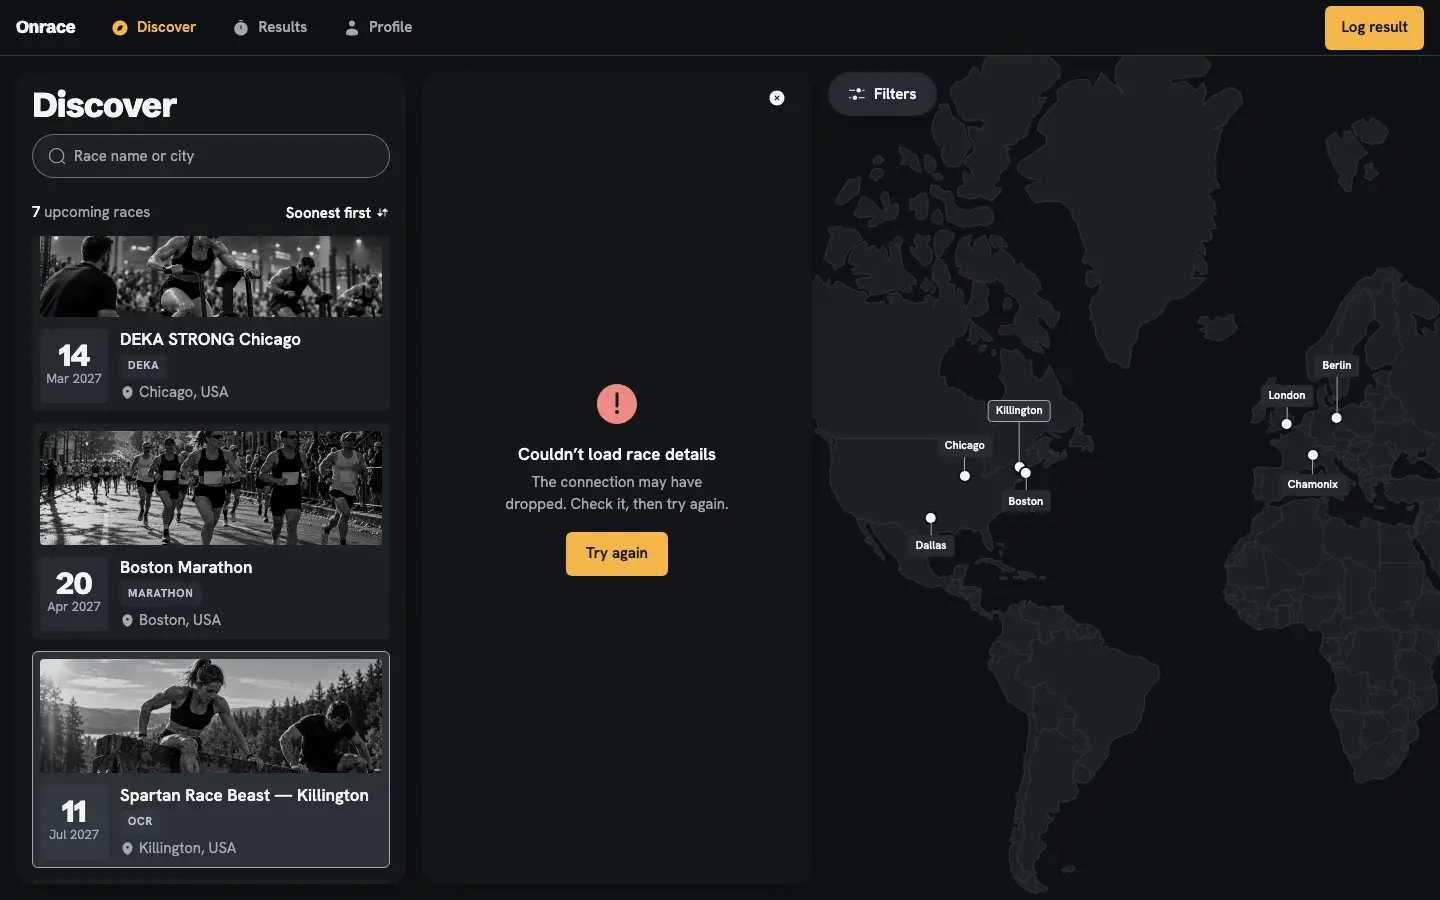 Onrace
Discover
Results
Profile
Log result
Discover
Race name or city
7 upcoming races
Soonest first
14
Mar 2027
DEKA STRONG Chicago
DEKA
Chicago, USA
20
Apr 2027
Boston Marathon
MARATHON
Boston, USA
11
Jul 2027
Spartan Race Beast — Killington
OCR
Killington, USA
!
Couldn’t load race details
The connection may have
dropped. Check it, then try again.
Try again
Filters
Berlin
London
Killington
Chicago
Chamonix
Boston
Dallas